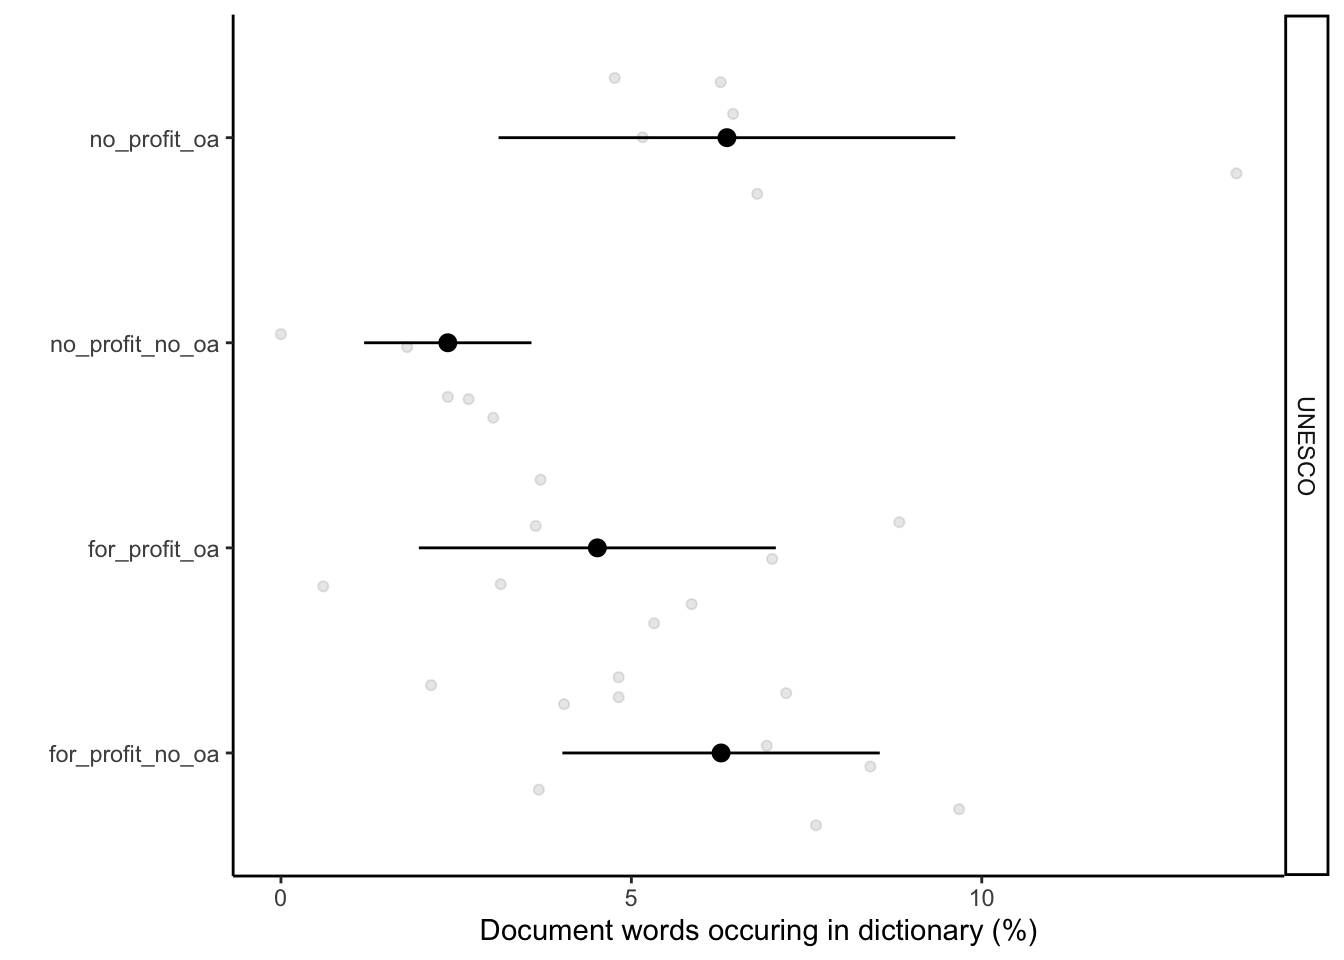 no_profit_oa
no_profit_no_oa
for_profit_oa
for_profit_no_oa
UNESCO
0 5 10
Document words occuring in dictionary (%)